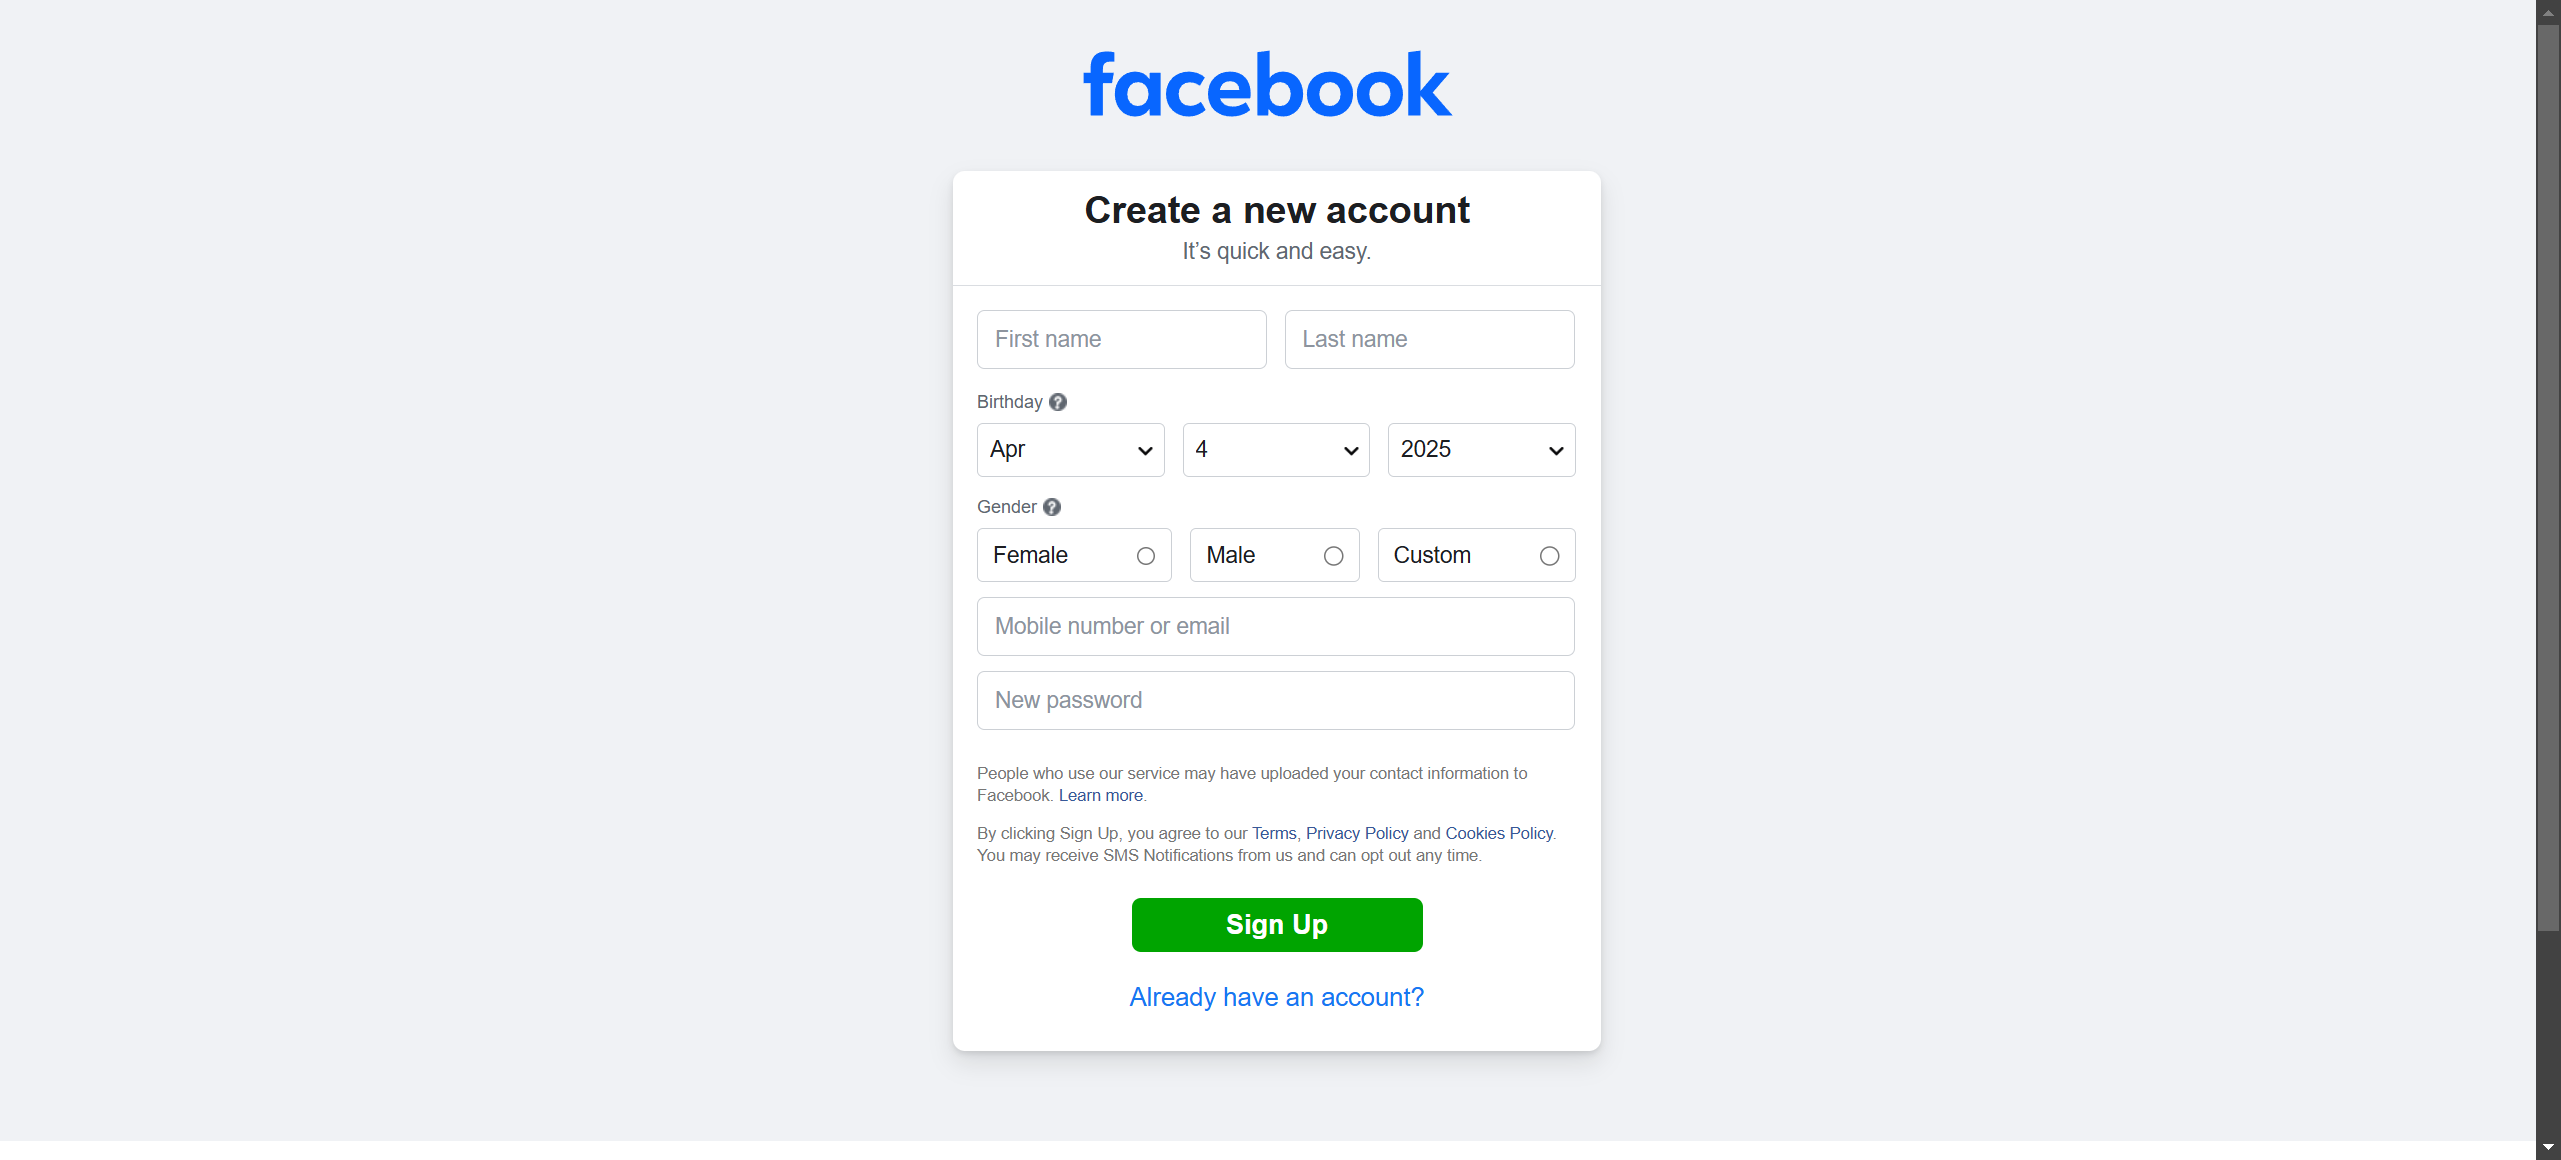 facebook
Create a new account
It’s quick and easy.
First name Last name
Birthday
Apr 4 2025
Gender
Female Male Custom
Mobile number or email
New password
People who use our service may have uploaded your contact information to
Facebook. Learn more.
By clicking Sign Up, you agree to our Terms, Privacy Policy and Cookies Policy.
You may receive SMS Notifications from us and can opt out any time.
Sign Up
Already have an account?